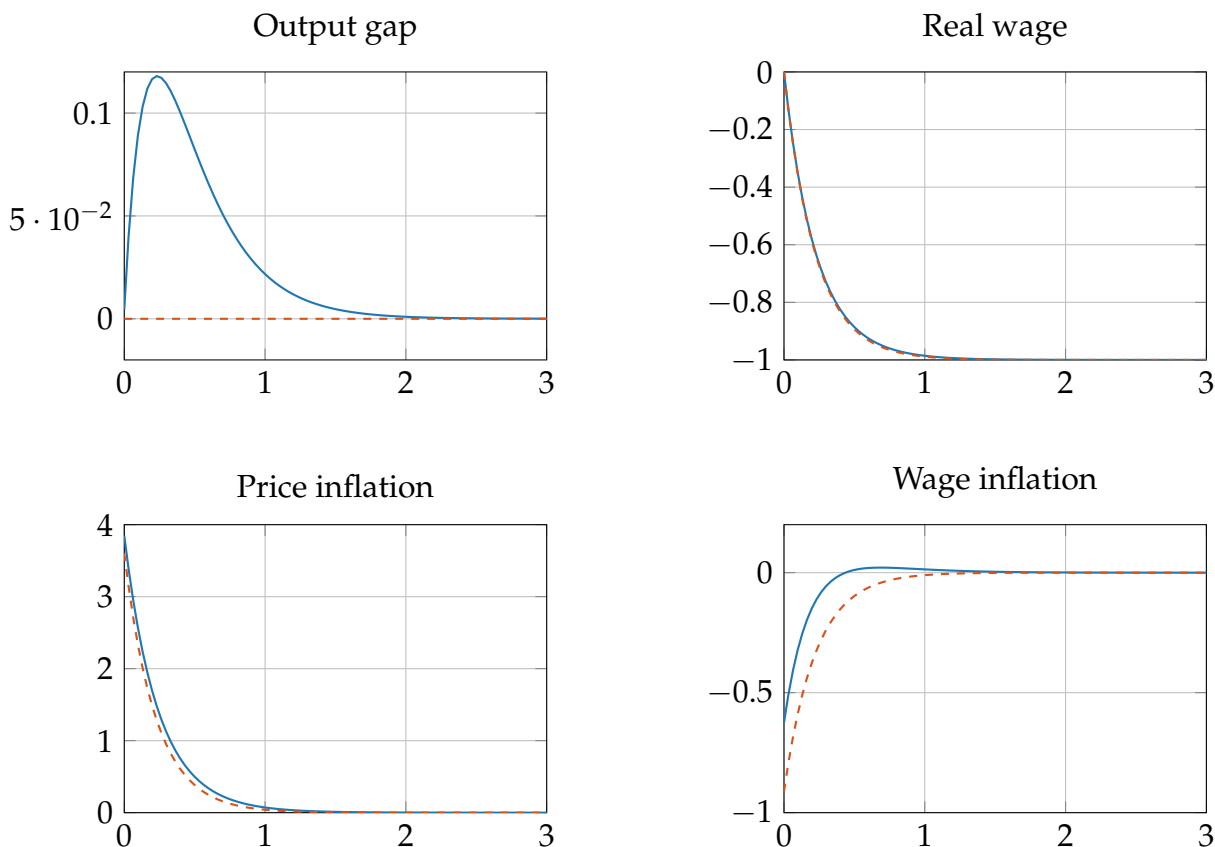 Output gap
0.1
5 · 10⁻²
0
0 1 2 3
Real wage
0
−0.2
−0.4
−0.6
−0.8
−1
0 1 2 3
Price inflation
4
3
2
1
0
0 1 2 3
Wage inflation
0
−0.5
−1
0 1 2 3